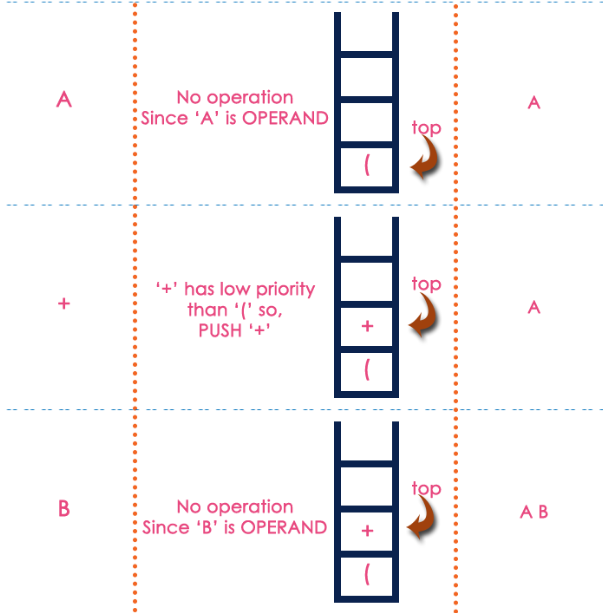 A
No operation
Since ‘A’ is OPERAND
top
(
A
+
‘+’ has low priority
than ‘(’ so,
PUSH ‘+’
top
+
(
A
B
No operation
Since ‘B’ is OPERAND
top
+
(
A B